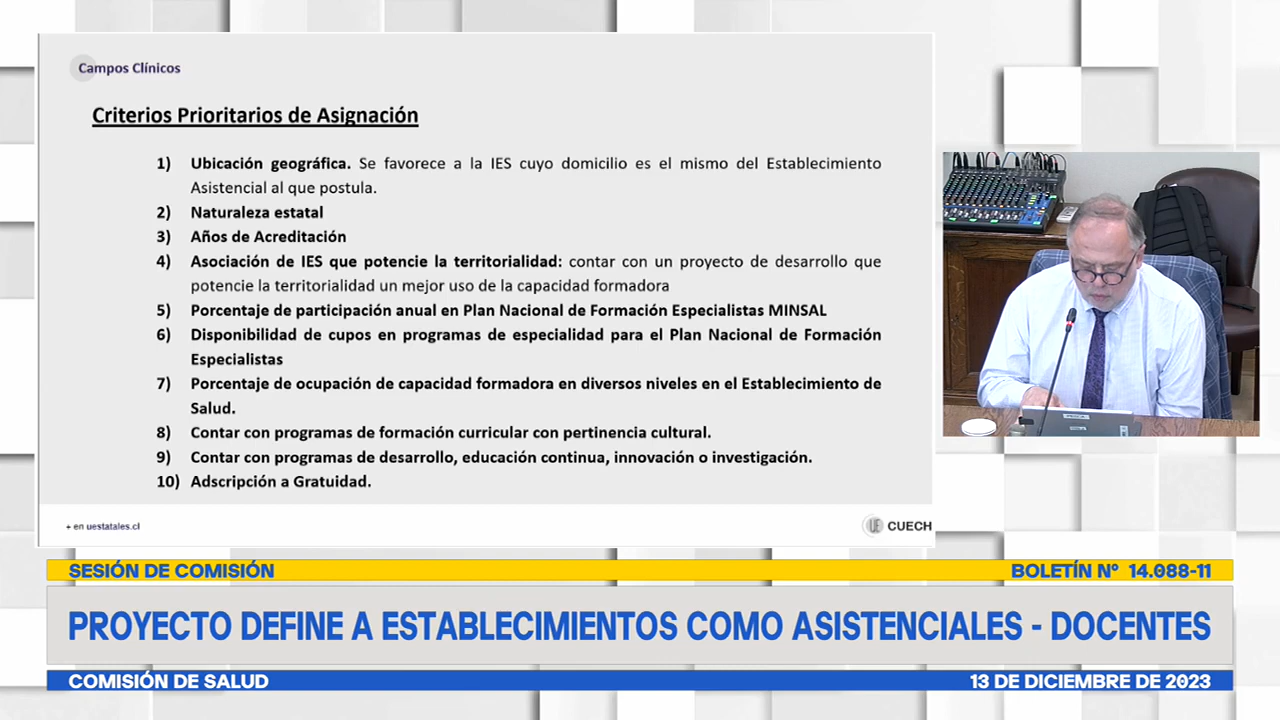 Campos Clínicos
Criterios Prioritarios de Asignación
1) Ubicación geográfica. Se favorece a la IES cuyo domicilio es el mismo del Establecimiento
Asistencial al que postula.
2) Naturaleza estatal
3) Años de Acreditación
4) Asociación de IES que potencie la territorialidad: contar con un proyecto de desarrollo que
potencie la territorialidad un mejor uso de la capacidad formadora
5) Porcentaje de participación anual en Plan Nacional de Formación Especialistas MINSAL
6) Disponibilidad de cupos en programas de especialidad para el Plan Nacional de Formación
Especialistas
7) Porcentaje de ocupación de capacidad formadora en diversos niveles en el Establecimiento de
Salud.
8) Contar con programas de formación curricular con pertinencia cultural.
9) Contar con programas de desarrollo, educación continua, innovación o investigación.
10) Adscripción a Gratuidad.
+ en uestatales.cl
UE CUECH
SESIÓN DE COMISIÓN
BOLETÍN N° 14.088-11
PROYECTO DEFINE A ESTABLECIMIENTOS COMO ASISTENCIALES - DOCENTES
COMISIÓN DE SALUD
13 DE DICIEMBRE DE 2023